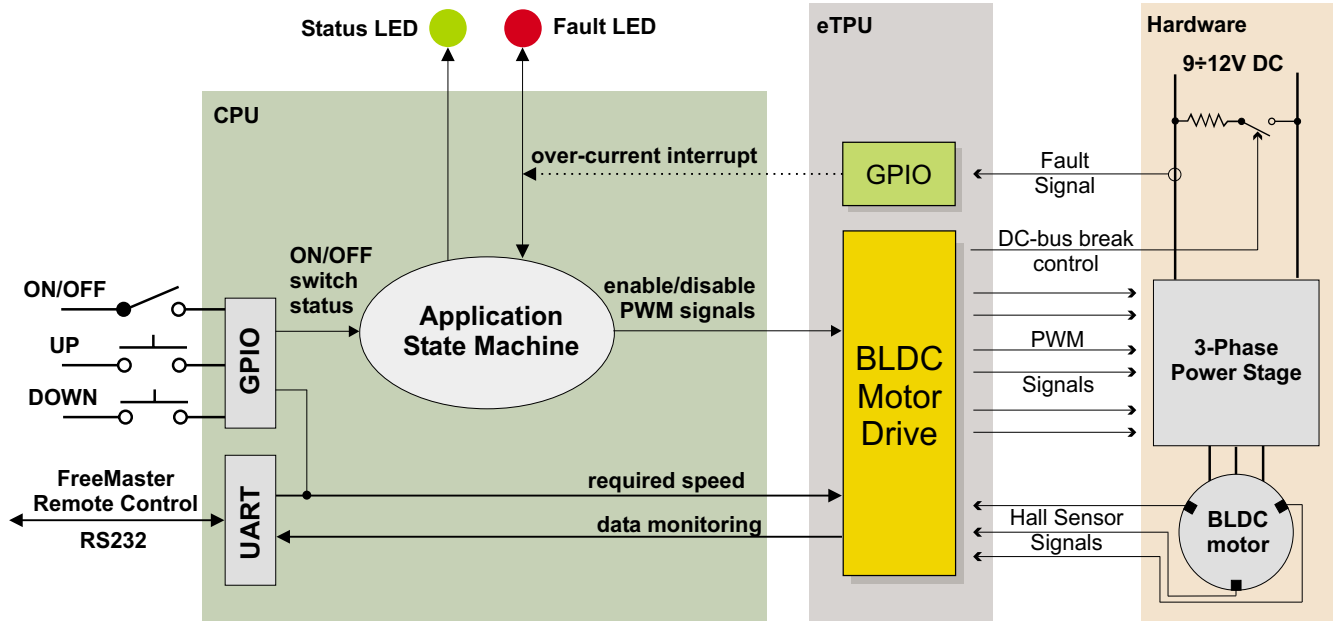 Status LED
Fault LED
eTPU
Hardware
9÷12V DC
CPU
over-current interrupt
GPIO
Fault
Signal
DC-bus break
control
ON/OFF
switch
status
ON/OFF
UP
DOWN
GPIO
Application
State Machine
enable/disable
PWM signals
BLDC
Motor
Drive
PWM
Signals
3-Phase
Power Stage
FreeMaster
Remote Control
RS232
UART
required speed
data monitoring
Hall Sensor
Signals
BLDC
motor